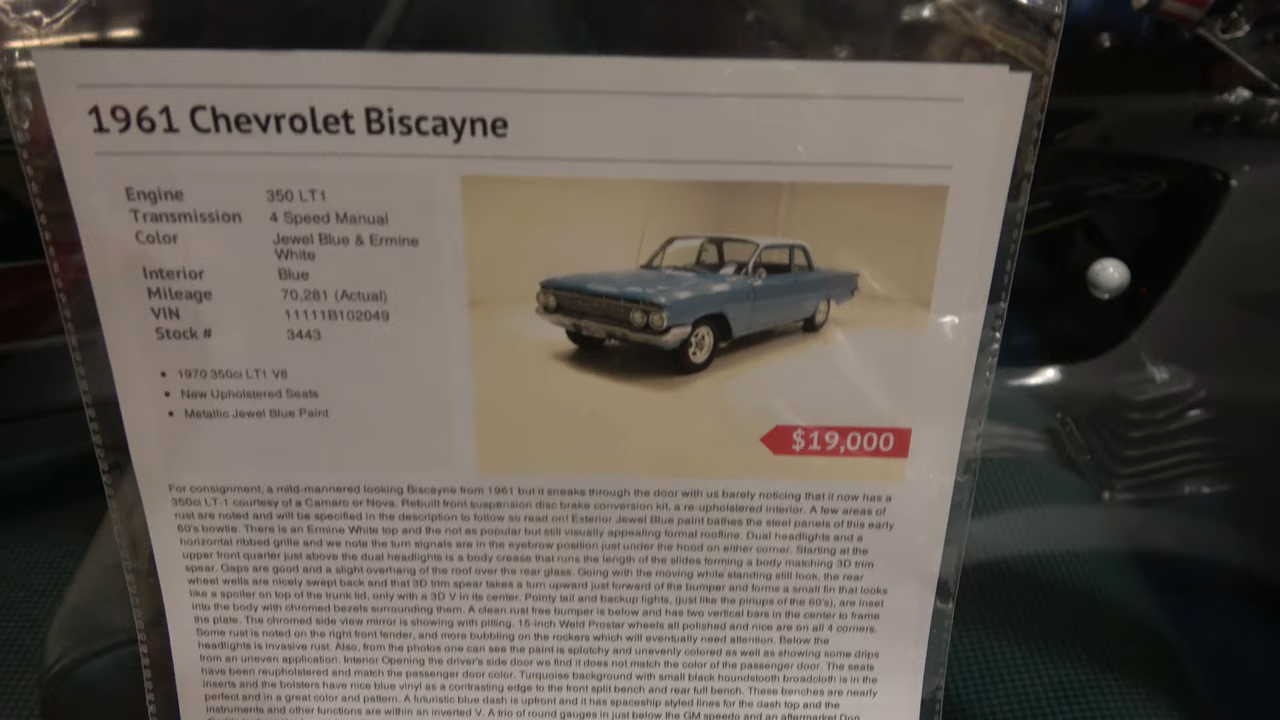 1961 Chevrolet Biscayne
Engine 350 LT1
Transmission 4 Speed Manual
Color Jewel Blue & Ermine
White
Interior Blue
Mileage 70,281 (Actual)
VIN 11111B102049
Stock # 3443
• 1970 350ci LT1 V8
• New Upholstered Seats
• Metallic Jewel Blue Paint
$19,000
For consignment, a mild-mannered looking Biscayne from 1961 but it sneaks through the door with us barely noticing that it now has a
350ci LT-1 courtesy of a Camaro or Nova. Rebuilt front suspension disc brake conversion kit, a re-upholstered interior. A few areas of
rust are noted and will be specified in the description to follow so read on! Exterior Jewel Blue paint bathes the steel panels of this early
60's bowtie. There is an Ermine White top and the not as popular but still visually appealing formal roofline. Dual headlights and a
horizontal ribbed grille and we note the turn signals are in the eyebrow position just under the hood on either corner. Starting at the
upper front quarter just above the dual headlights is a body crease that runs the length of the slides forming a body matching 3D trim
spear. Gaps are good and a slight overhang of the roof over the rear glass. Going with the moving while standing still look, the rear
wheel wells are nicely swept back and that 3D trim spear takes a turn upward just forward of the bumper and forms a small fin that looks
like a spoiler on top of the trunk lid, only with a 3D V in its center. Pointy tail and backup lights, (just like the pinups of the 60's), are inset
into the body with chromed bezels surrounding them. A clean rust free bumper is below and has two vertical bars in the center to frame
the plate. The chromed side view mirror is showing with pitting. 15-inch Weld Prostar wheels all polished and nice are on all 4 corners.
Some rust is noted on the right front fender, and more bubbling on the rockers which will eventually need attention. Below the
headlights is invasive rust. Also, from the photos one can see the paint is splotchy and unevenly colored as well as showing some drips
from an uneven application. Interior Opening the driver's side door we find it does not match the color of the passenger door. The seats
have been reupholstered and match the passenger door color. Turquoise background with small black houndstooth broadcloth is in the
inserts and the bolsters have nice blue vinyl as a contrasting edge to the front split bench and rear full bench. These benches are nearly
perfect and in a great color and pattern. A futuristic blue dash is upfront and it has spaceship styled lines for the dash top and the
instruments and other functions are within an inverted V. A trio of round gauges in just below the GM speedo and an aftermarket Don